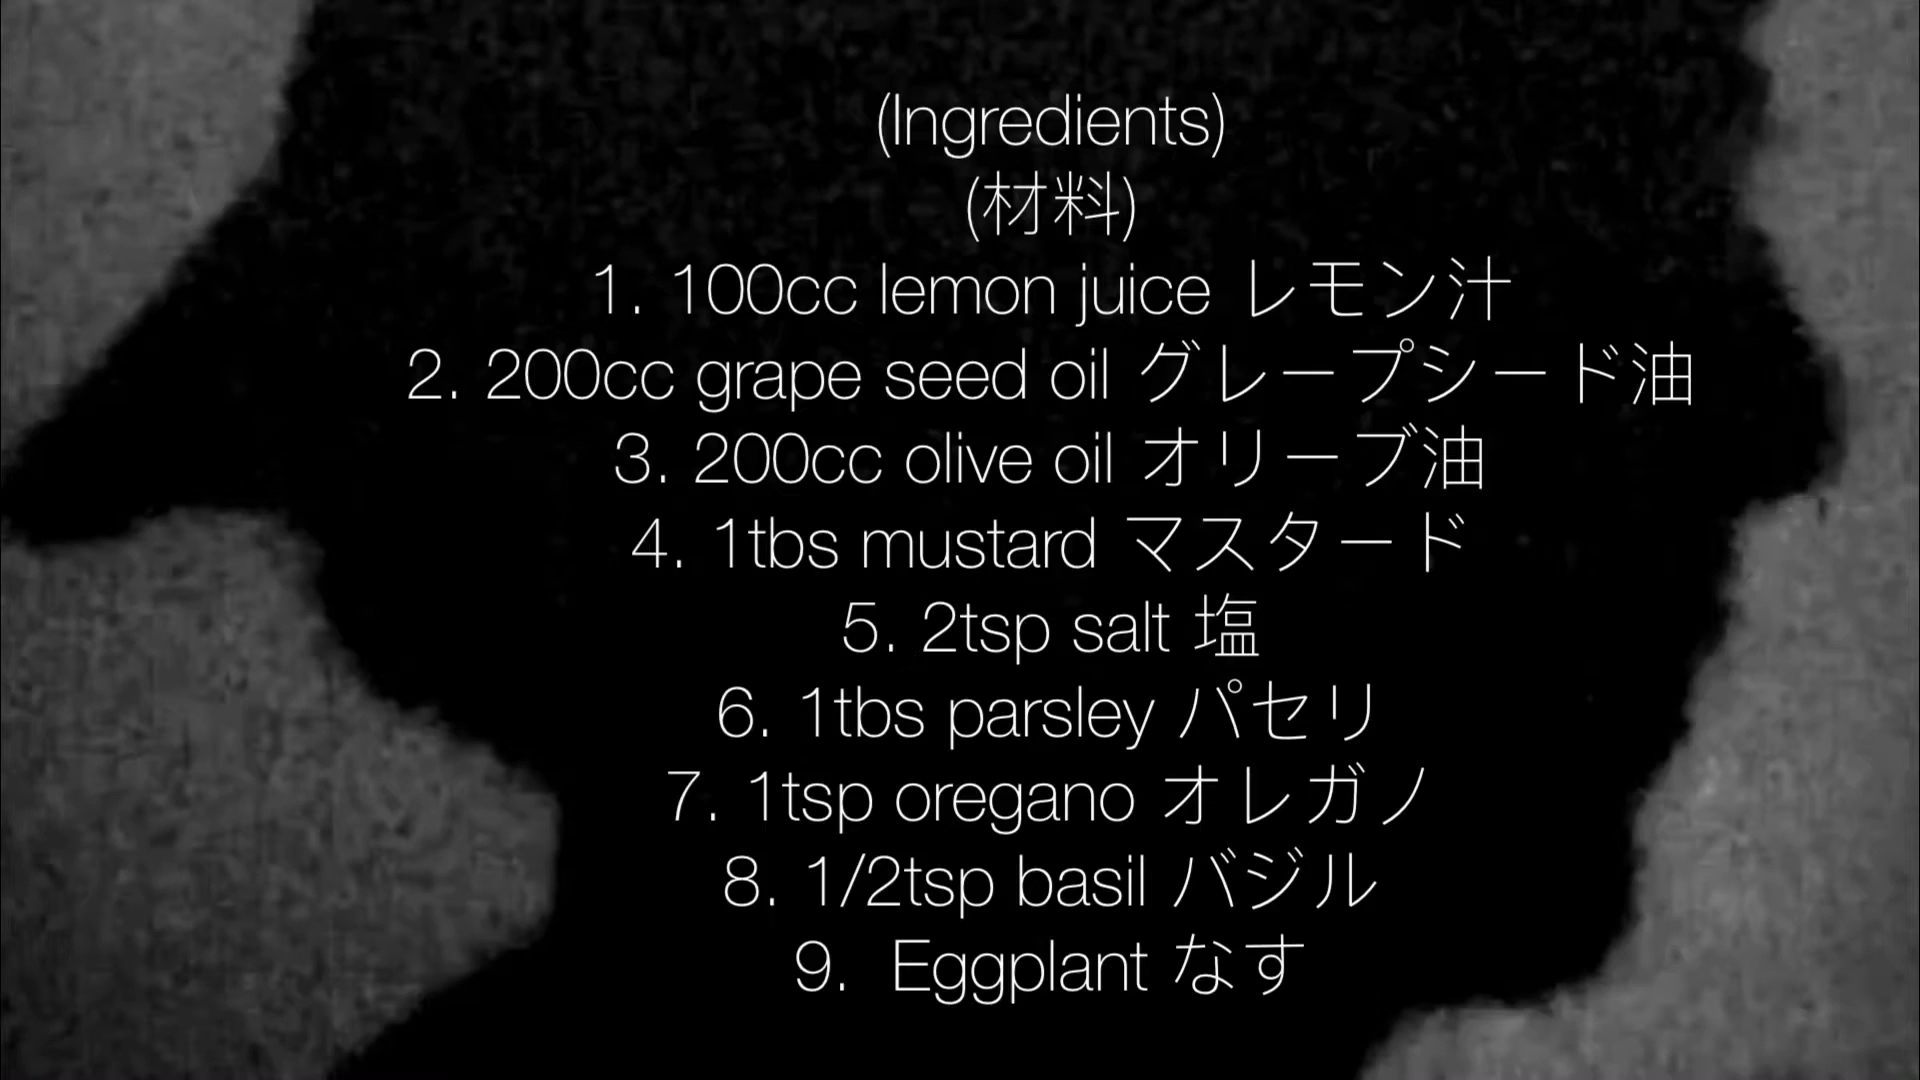 (Ingredients)
(材料)
1. 100cc lemon juice レモン汁
2. 200cc grape seed oil グレープシード油
3. 200cc olive oil オリーブ油
4. 1tbs mustard マスタード
5. 2tsp salt 塩
6. 1tbs parsley パセリ
7. 1tsp oregano オレガノ
8. 1/2tsp basil バジル
9. Eggplant なす